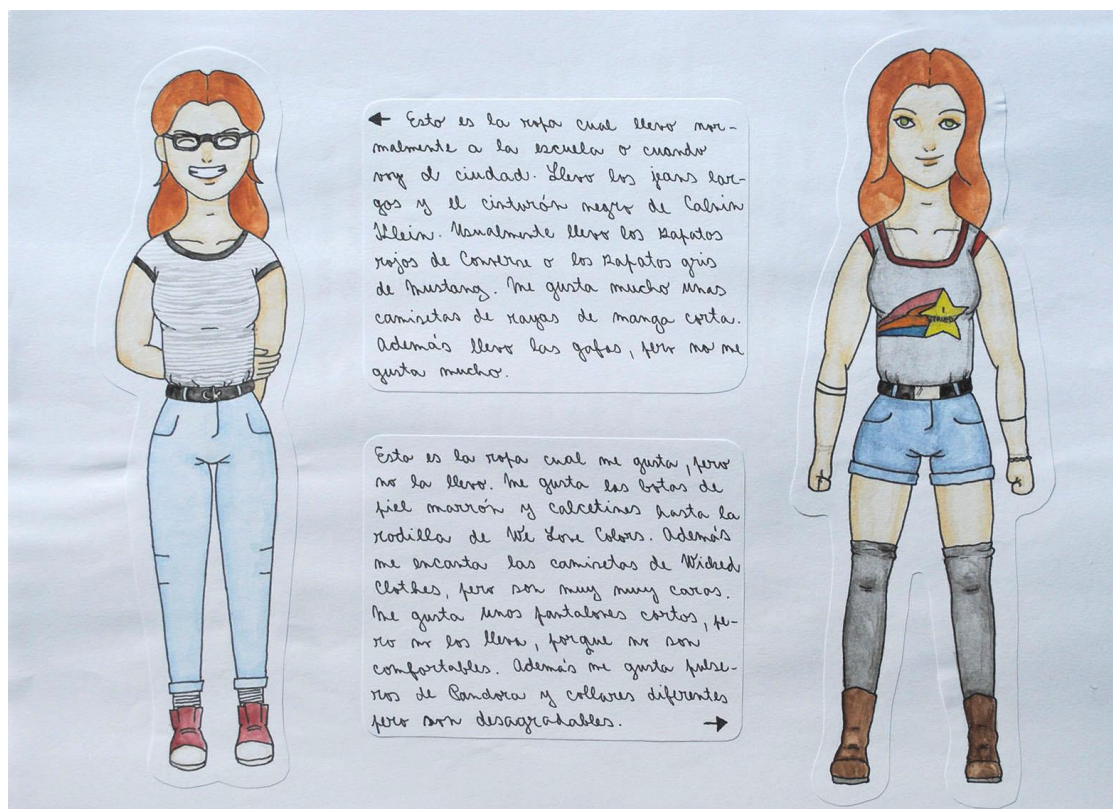 ← Esto es la ropa cual llevo nor-
malmente a la escuela o cuando
voy al ciudad. Llevo los jeans lar-
gos y el cinturón negro de Calvin
Klein. Usualmente llevo los zapatos
rojos de Converse o los zapatos gris
de Mustang. Me gusta mucho unas
camisetas de rayas de manga corta.
Además llevo las gafas, pero no me
gusta mucho.
Esta es la ropa cual me gusta, pero
no la llevo. Me gusta las botas de
piel marrón y calcetines hasta la
rodilla de We Love Colors. Además
me encanta las camisetas de Wicked
Clothes, pero son muy muy caras.
Me gusta unos pantalones cortos, pe-
ro no los lleva, porque no son
comfortables. Además me gusta pulse-
ros de Pandora y collares diferentes
pero son desagradables. →
I